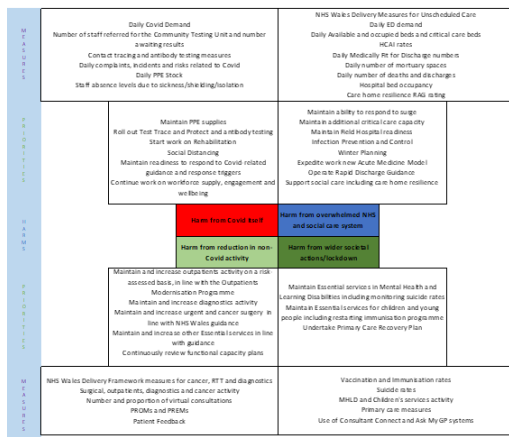 MEASURES
Daily Covid Demand
Number of staff referred for the Community Testing Unit and number
awaiting results
Contact tracing and antibody testing measures
Daily complaints, incidents and risks related to Covid
Daily PPE Stock
Staff absence levels due to sickness/shielding/isolation
NHS Wales Delivery Measures for Unscheduled Care
Daily ED demand
Daily Available and occupied beds and critical care beds
HCAI rates
Daily Medically Fit for Discharge numbers
Daily number of mortuary spaces
Daily number of deaths and discharges
Hospital bed occupancy
Care home resilience RAG rating
PRIORITIES
Maintain PPE supplies
Roll out Test Trace and Protect and antibody testing
Start work on Rehabilitation
Social Distancing
Maintain readiness to respond to Covid related
guidance and response triggers
Continue work on workforce supply, engagement and
wellbeing
Maintain ability to respond to surge
Maintain additional critical care capacity
Maintain Field Hospital readiness
Infection Prevention and Control
Winter Planning
Expedite work new Acute Medicine Model
Operate Rapid Discharge Guidance
Support social care including care home resilience
HARMS
Harm from Covid itself
Harm from overwhelmed NHS
and social care system
Harm from reduction in non-
Covid activity
Harm from wider societal
actions/lockdown
PRIORITIES
Maintain and increase outpatients activity on a risk-
assessed basis, in line with the Outpatients
Modernisation Programme
Maintain and increase diagnostics activity
Maintain and increase urgent and cancer surgery in
line with NHS Wales guidance
Maintain and increase other Essential services in line
with guidance
Continuously review functional capacity plans
Maintain Essential services in Mental Health and
Learning Disabilities including monitoring suicide rates
Maintain Essential services for children and young
people including restarting immunisation programme
Undertake Primary Care Recovery Plan
MEASURES
NHS Wales Delivery Framework measures for cancer, RTT and diagnostics
Surgical, outpatients, diagnostics and cancer activity
Number and proportion of virtual consultations
PROMs and PREMs
Patient Feedback
Vaccination and Immunisation rates
Suicide rates
MHLD and Children's services activity
Primary care measures
Use of Consultant Connect and Ask My GP systems